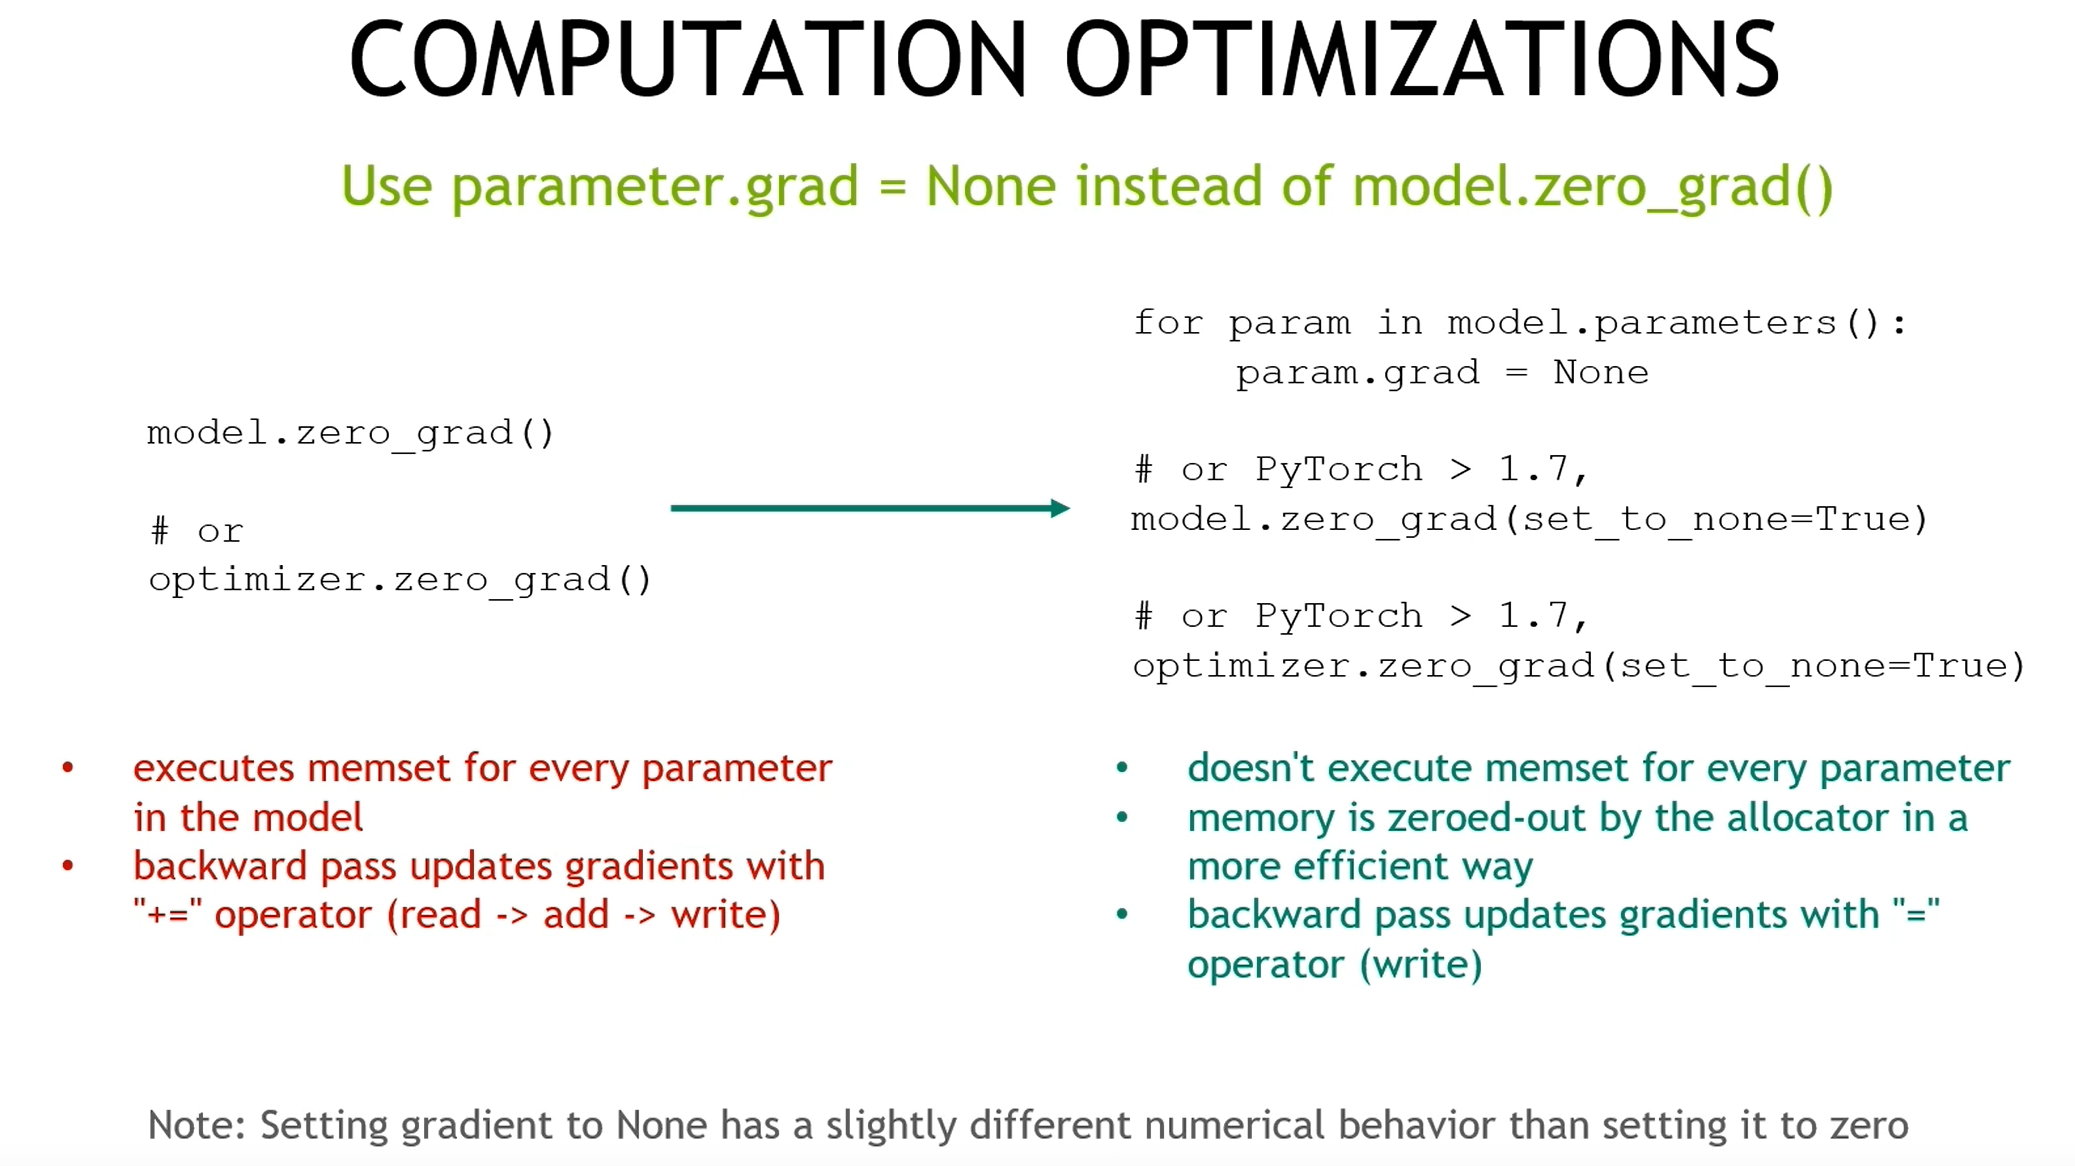 COMPUTATION OPTIMIZATIONS
Use parameter.grad = None instead of model.zero_grad()
model.zero_grad()
# or
optimizer.zero_grad()
for param in model.parameters():
param.grad = None
# or PyTorch > 1.7,
model.zero_grad(set_to_none=True)
# or PyTorch > 1.7,
optimizer.zero_grad(set_to_none=True)
• executes memset for every parameter
in the model
• backward pass updates gradients with
"+=" operator (read -> add -> write)
• doesn't execute memset for every parameter
• memory is zeroed-out by the allocator in a
more efficient way
• backward pass updates gradients with "="
operator (write)
Note: Setting gradient to None has a slightly different numerical behavior than setting it to zero